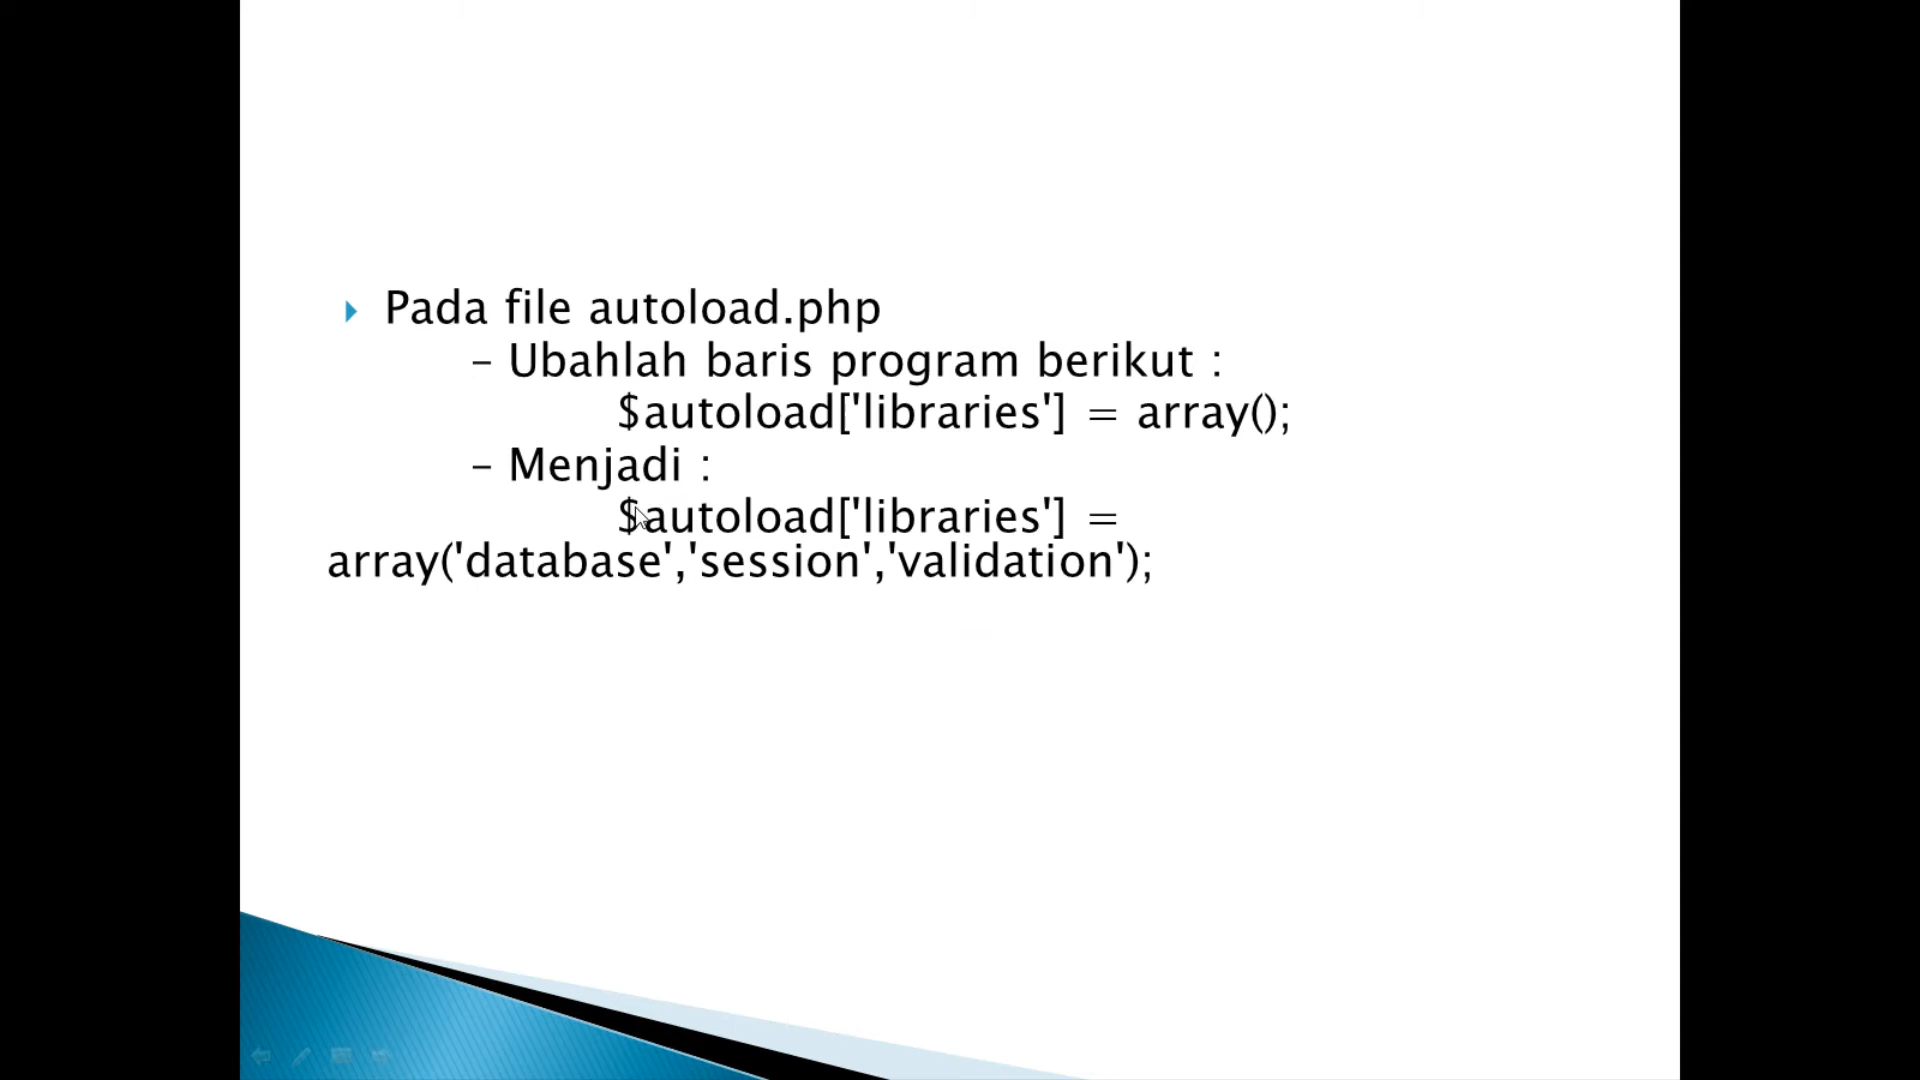 Pada file autoload.php
– Ubahlah baris program berikut :
$autoload['libraries'] = array();
– Menjadi :
$autoload['libraries'] =
array('database','session','validation');